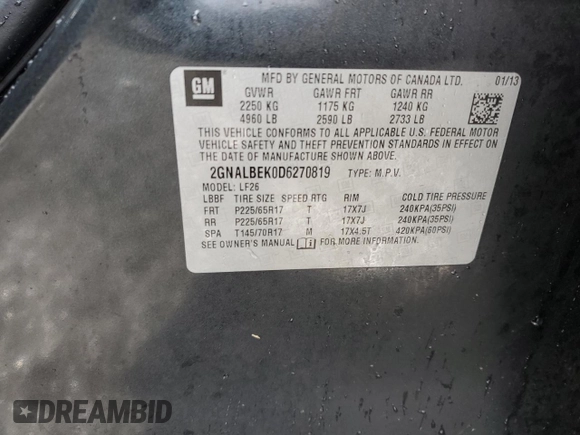 GM
MFD BY GENERAL MOTORS OF CANADA LTD. 01/13
GVWR GAWR FRT GAWR RR
2250 KG 1175 KG 1240 KG
4960 LB 2590 LB 2733 LB
THIS VEHICLE CONFORMS TO ALL APPLICABLE U.S. FEDERAL MOTOR
VEHICLE SAFETY AND THEFT PREVENTION STANDARDS IN EFFECT ON
THE DATE OF MANUFACTURE SHOWN ABOVE.
2GNALBEK0D6270819 TYPE: M.P.V.
MODEL: LF26
LBBF TIRE SIZE SPEED RTG RIM COLD TIRE PRESSURE
FRT P225/65R17 T 17X7J 240KPA(35PSI)
RR P225/65R17 T 17X7J 240KPA(35PSI)
SPA T145/70R17 M 17X4.5T 420KPA(60PSI)
SEE OWNER'S MANUAL i FOR MORE INFORMATION.
DREAMBID